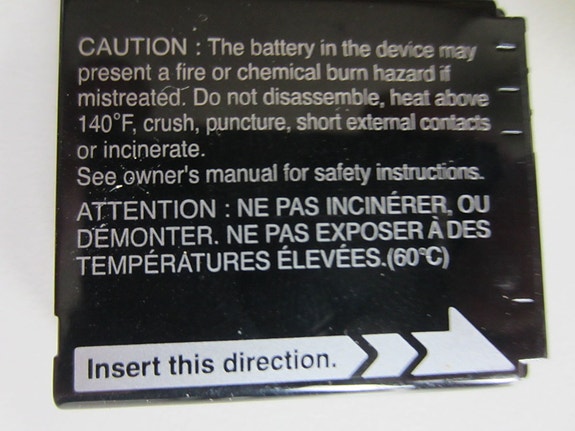 CAUTION : The battery in the device may
present a fire or chemical burn hazard if
mistreated. Do not disassemble, heat above
140°F, crush, puncture, short external contacts
or incinerate.
See owner's manual for safety instructions.
ATTENTION : NE PAS INCINÉRER, OU
DÉMONTER. NE PAS EXPOSER À DES
TEMPÉRATURES ÉLEVÉES.(60°C)
Insert this direction.